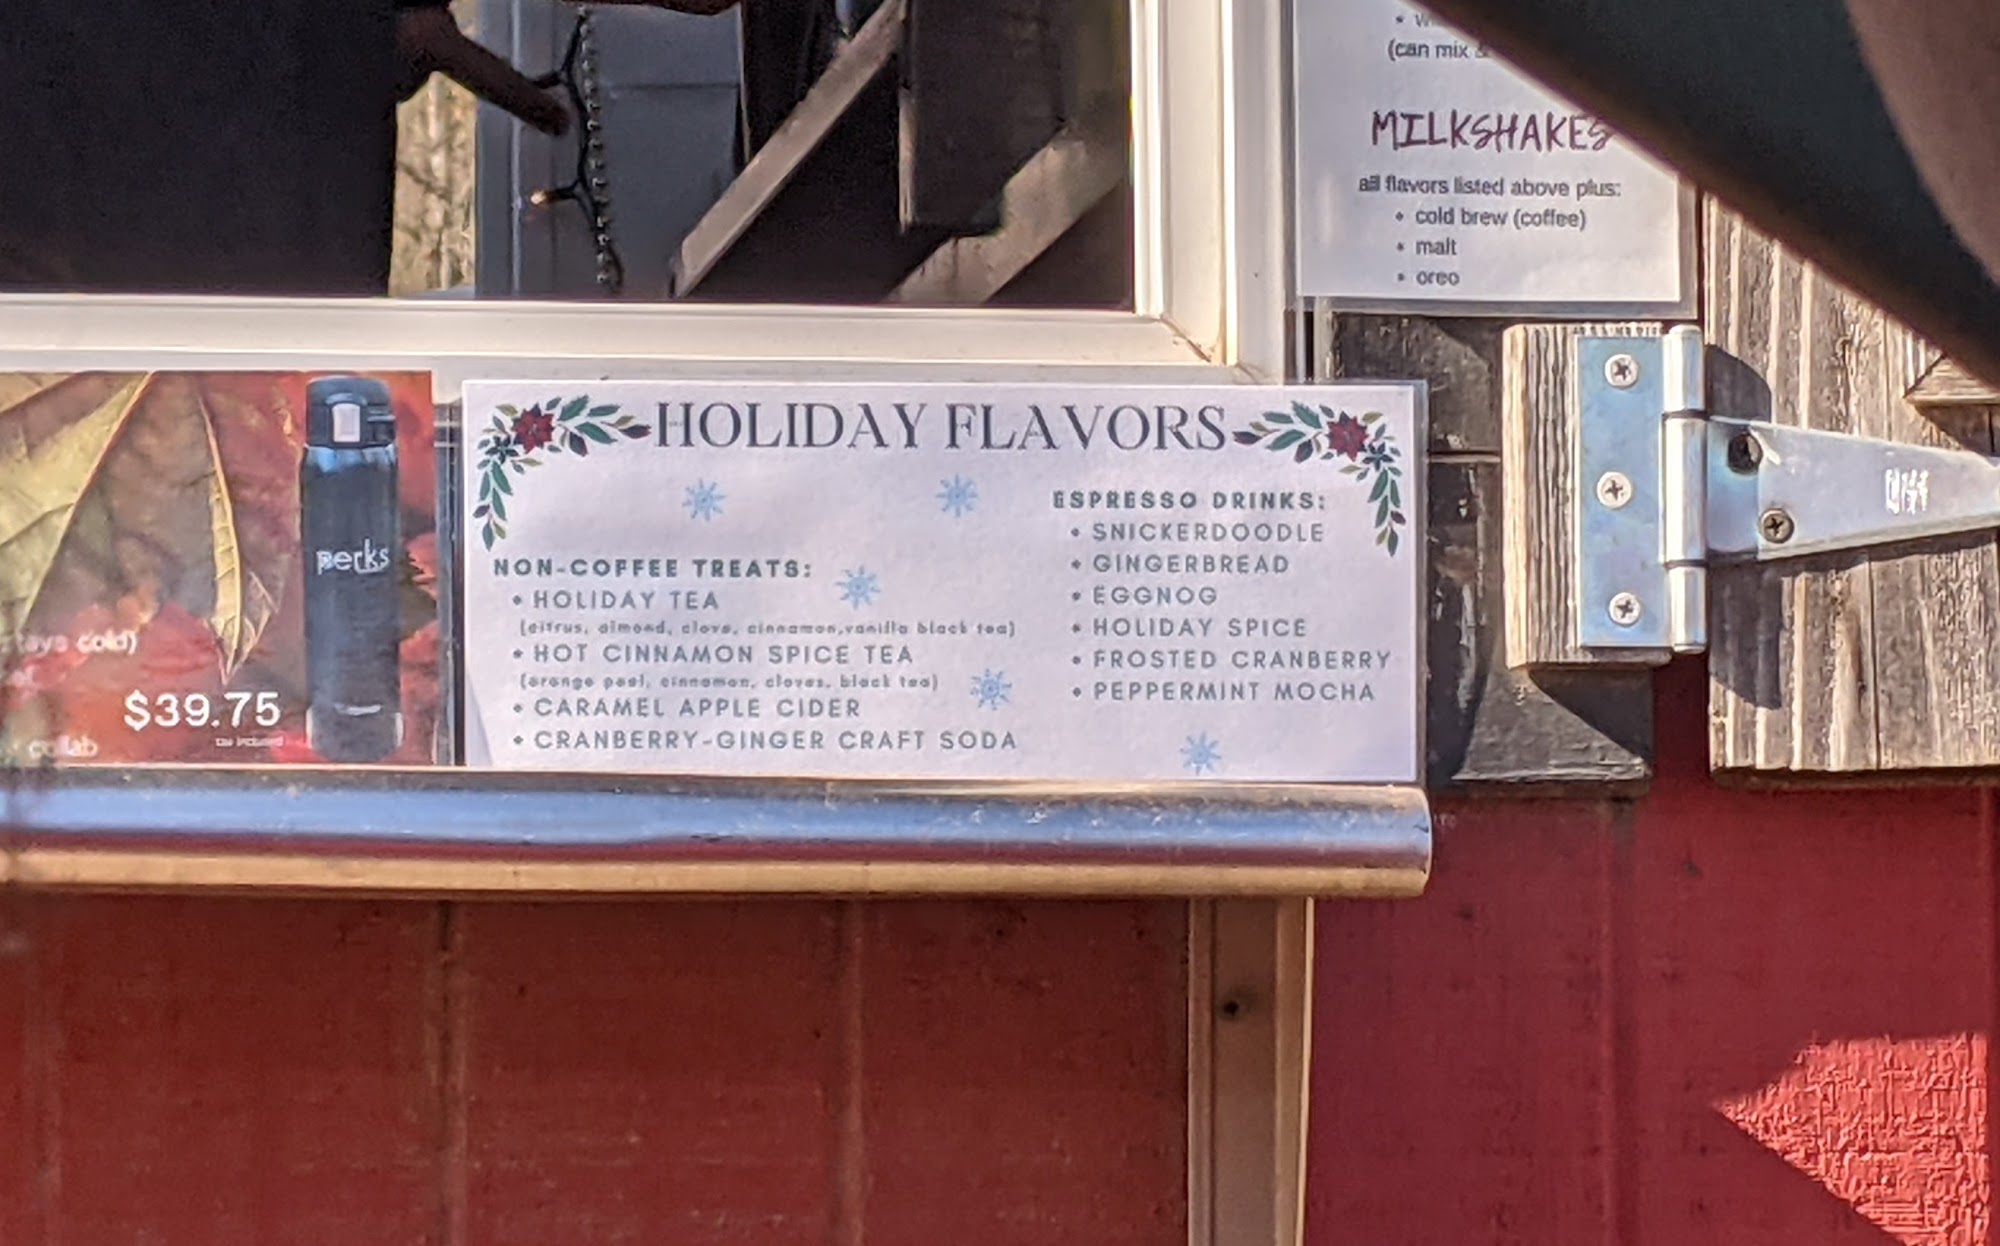 (can mix &
MILKSHAKES
all flavors listed above plus:
• cold brew (coffee)
• malt
• oreo
perks
cold)
$39.75
tax included
collab
HOLIDAY FLAVORS
NON-COFFEE TREATS:
• HOLIDAY TEA
(citrus, almond, clove, cinnamon,vanilla black tea)
• HOT CINNAMON SPICE TEA
(orange peel, cinnamon, cloves, black tea)
• CARAMEL APPLE CIDER
• CRANBERRY-GINGER CRAFT SODA
ESPRESSO DRINKS:
• SNICKERDOODLE
• GINGERBREAD
• EGGNOG
• HOLIDAY SPICE
• FROSTED CRANBERRY
• PEPPERMINT MOCHA